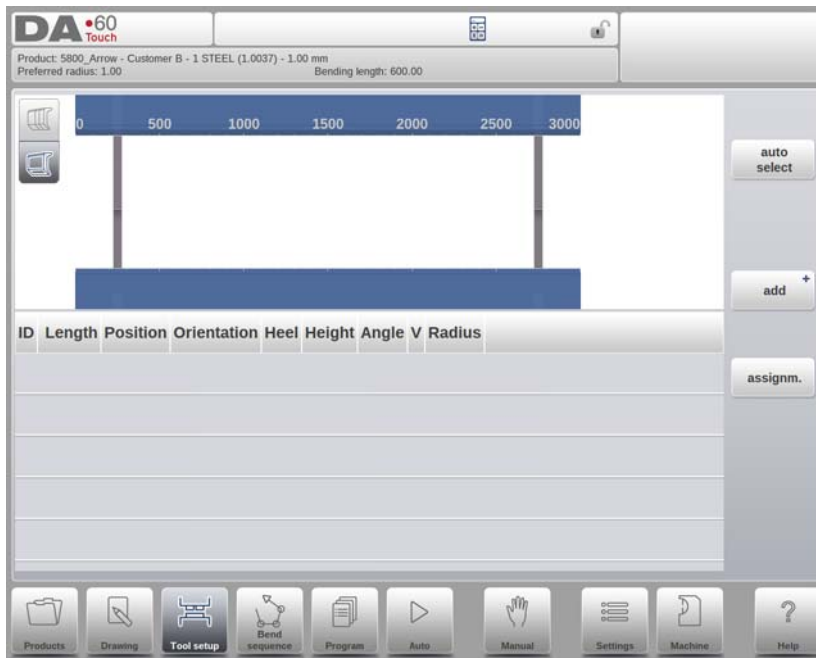 DA•60
Touch
Product: 5800_Arrow - Customer B - 1 STEEL (1.0037) - 1.00 mm
Preferred radius: 1.00 Bending length: 600.00
0 500 1000 1500 2000 2500 3000
auto
select
add +
ID Length Position Orientation Heel Height Angle V Radius
assignm.
Products Drawing Tool setup Bend
sequence Program Auto Manual Settings Machine ?
Help